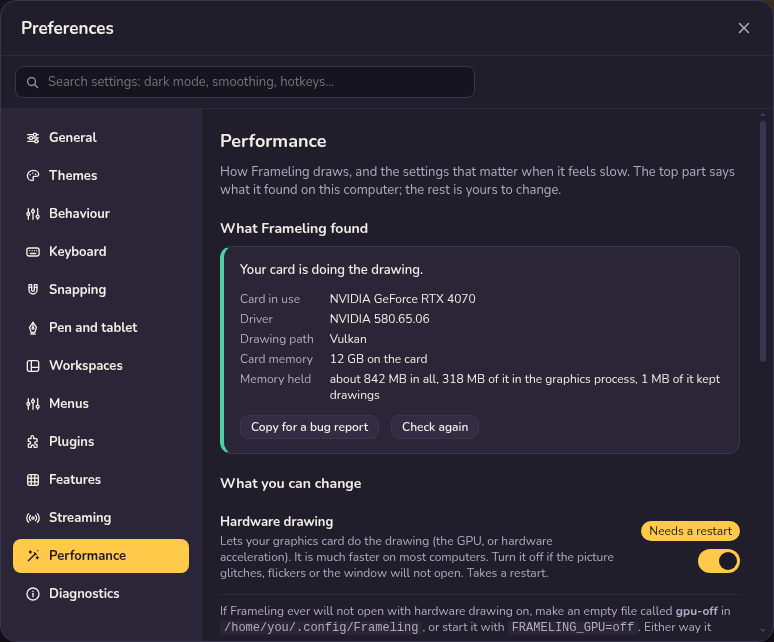 Preferences
Search settings: dark mode, smoothing, hotkeys...
General
Themes
Behaviour
Keyboard
Snapping
Pen and tablet
Workspaces
Menus
Plugins
Features
Streaming
Performance
Diagnostics
Performance
How Frameling draws, and the settings that matter when it feels slow. The top part says
what it found on this computer; the rest is yours to change.
What Frameling found
Your card is doing the drawing.
Card in use NVIDIA GeForce RTX 4070
Driver NVIDIA 580.65.06
Drawing path Vulkan
Card memory 12 GB on the card
Memory held about 842 MB in all, 318 MB of it in the graphics process, 1 MB of it kept
drawings
Copy for a bug report Check again
What you can change
Hardware drawing
Needs a restart
Lets your graphics card do the drawing (the GPU, or hardware
acceleration). It is much faster on most computers. Turn it off if the picture
glitches, flickers or the window will not open. Takes a restart.
If Frameling ever will not open with hardware drawing on, make an empty file called gpu-off in
/home/you/.config/Frameling, or start it with FRAMELING_GPU=off. Either way it